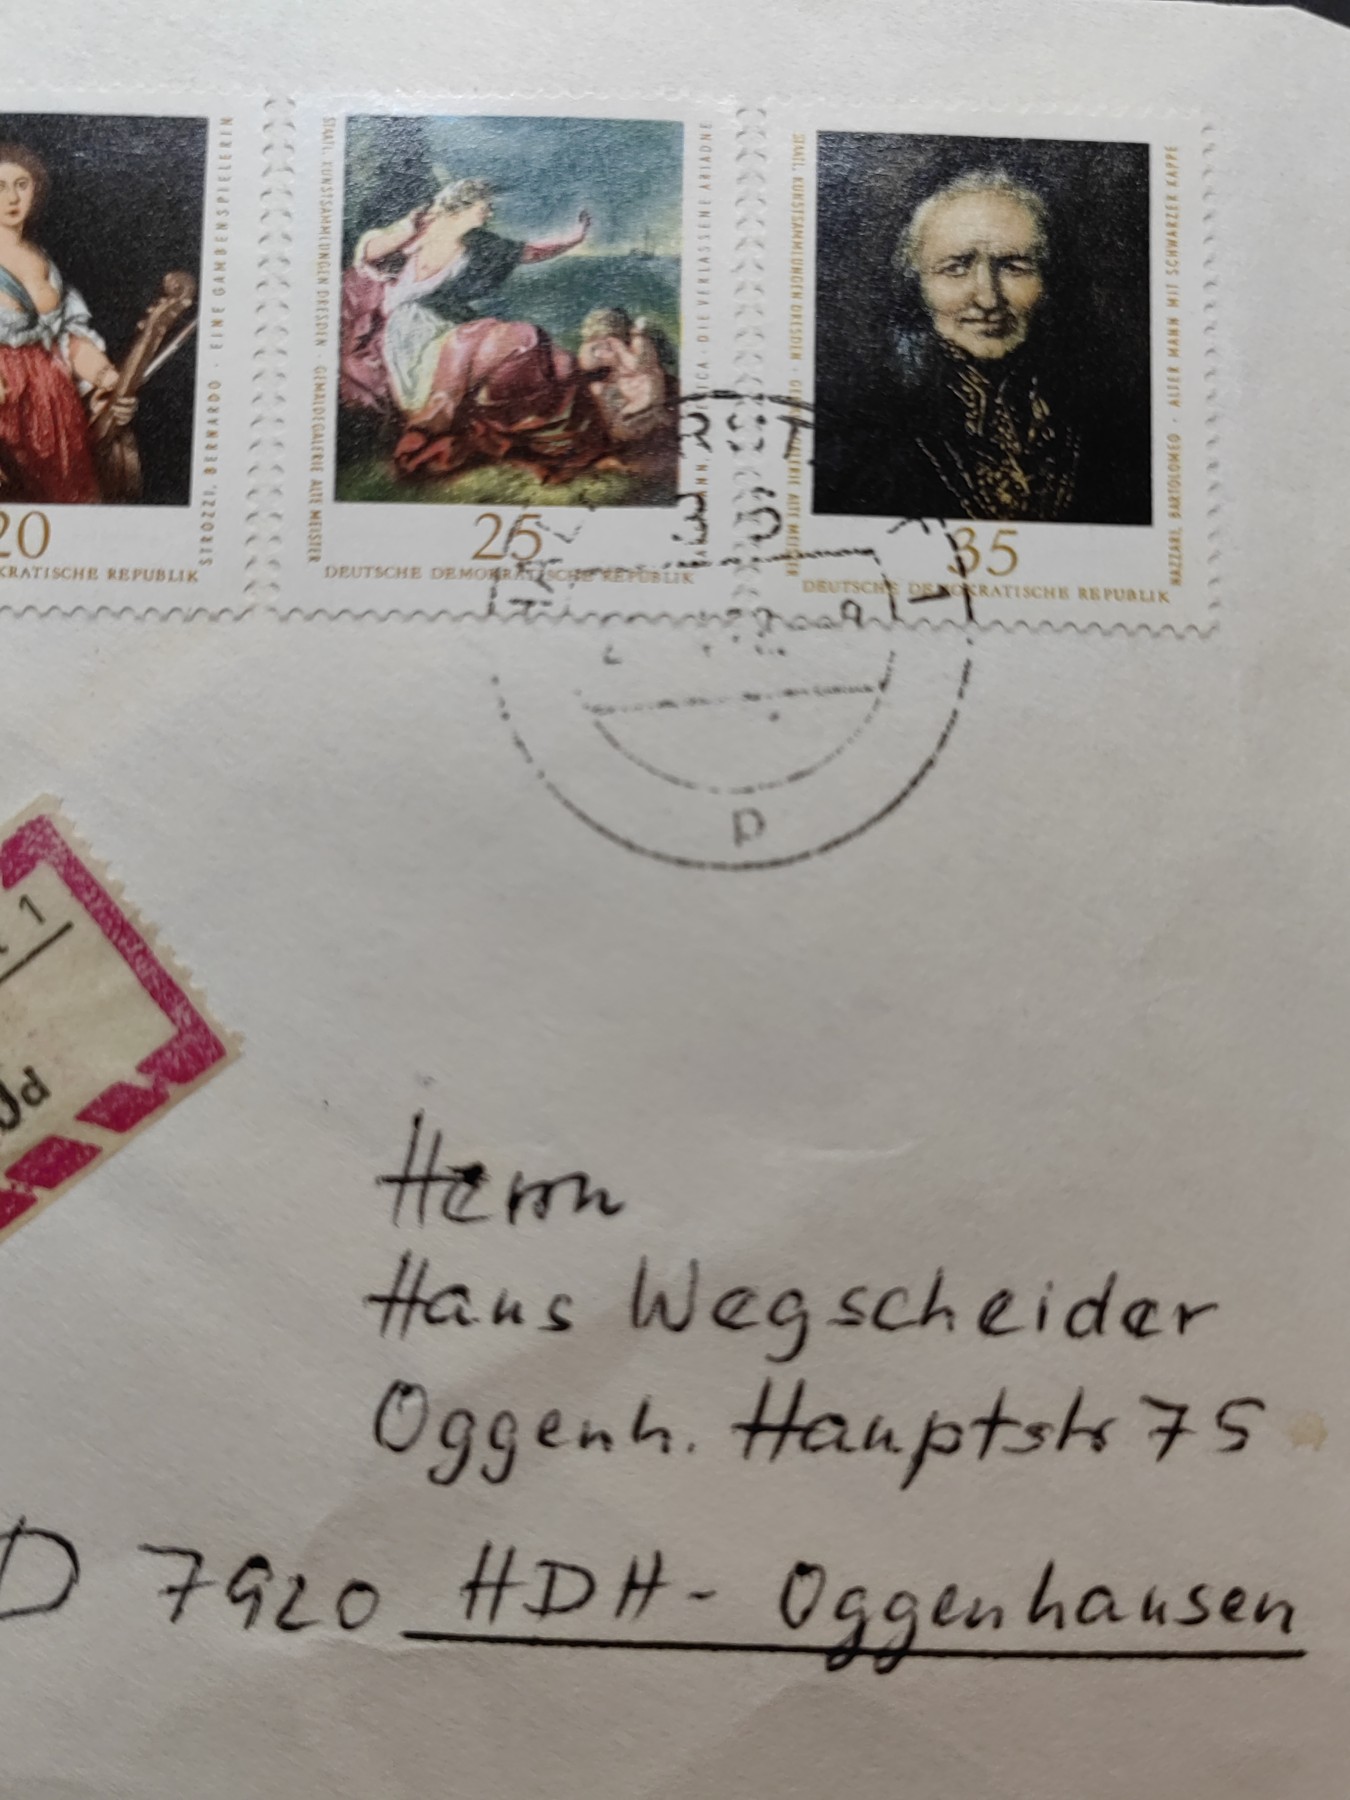 STROZZI, BERNARDO · EINE GAMBENSPIELERIN
20
KRATISCHE REPUBLIK
STAATL. KUNSTSAMMLUNGEN DRESDEN · GEMÄLDEGALERIE ALTE MEISTER
DIE VERLASSENE ARIADNE
25
DEUTSCHE DEMOKRATISCHE REPUBLIK
STAATL. KUNSTSAMMLUNGEN DRESDEN · ALTE MEISTER
NAZZARI, BARTOLOMEO · ALTER MANN MIT SCHWARZER KAPPE
35
DEUTSCHE DEMOKRATISCHE REPUBLIK
p
1
d
Herrn
Hans Wegscheider
Oggenh. Hauptstr 75
D 7920 HDH- Oggenhausen